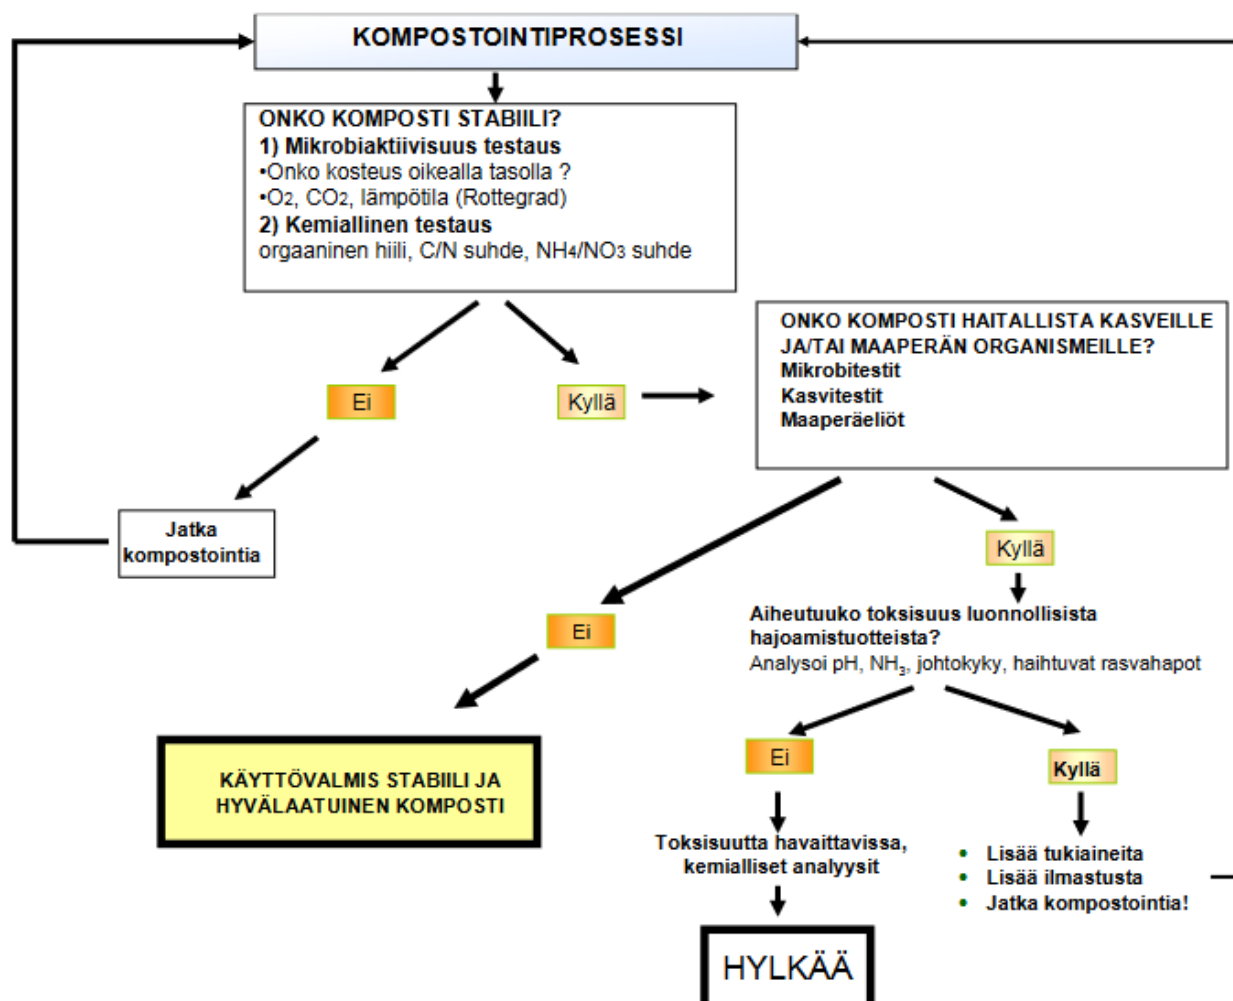 KOMPOSTOINTIPROSESSI
ONKO KOMPOSTI STABIILI?
1) Mikrobiaktiivisuus testaus
•Onko kosteus oikealla tasolla ?
•O2, CO2, lämpötila (Rottegrad)
2) Kemiallinen testaus
orgaaninen hiili, C/N suhde, NH4/NO3 suhde
ONKO KOMPOSTI HAITALLISTA KASVEILLE
JA/TAI MAAPERÄN ORGANISMEILLE?
Mikrobitestit
Kasvitestit
Maaperäeliöt
Ei
Kyllä
Jatka
kompostointia
Kyllä
Ei
Aiheutuuko toksisuus luonnollisista
hajoamistuotteista?
Analysoi pH, NH3, johtokyky, haihtuvat rasvahapot
Ei
Kyllä
KÄYTTÖVALMIS STABIILI JA
HYVÄLAATUINEN KOMPOSTI
Toksisuutta havaittavissa,
kemialliset analyysit
• Lisää tukiaineita
• Lisää ilmastusta
• Jatka kompostointia!
HYLKÄÄ